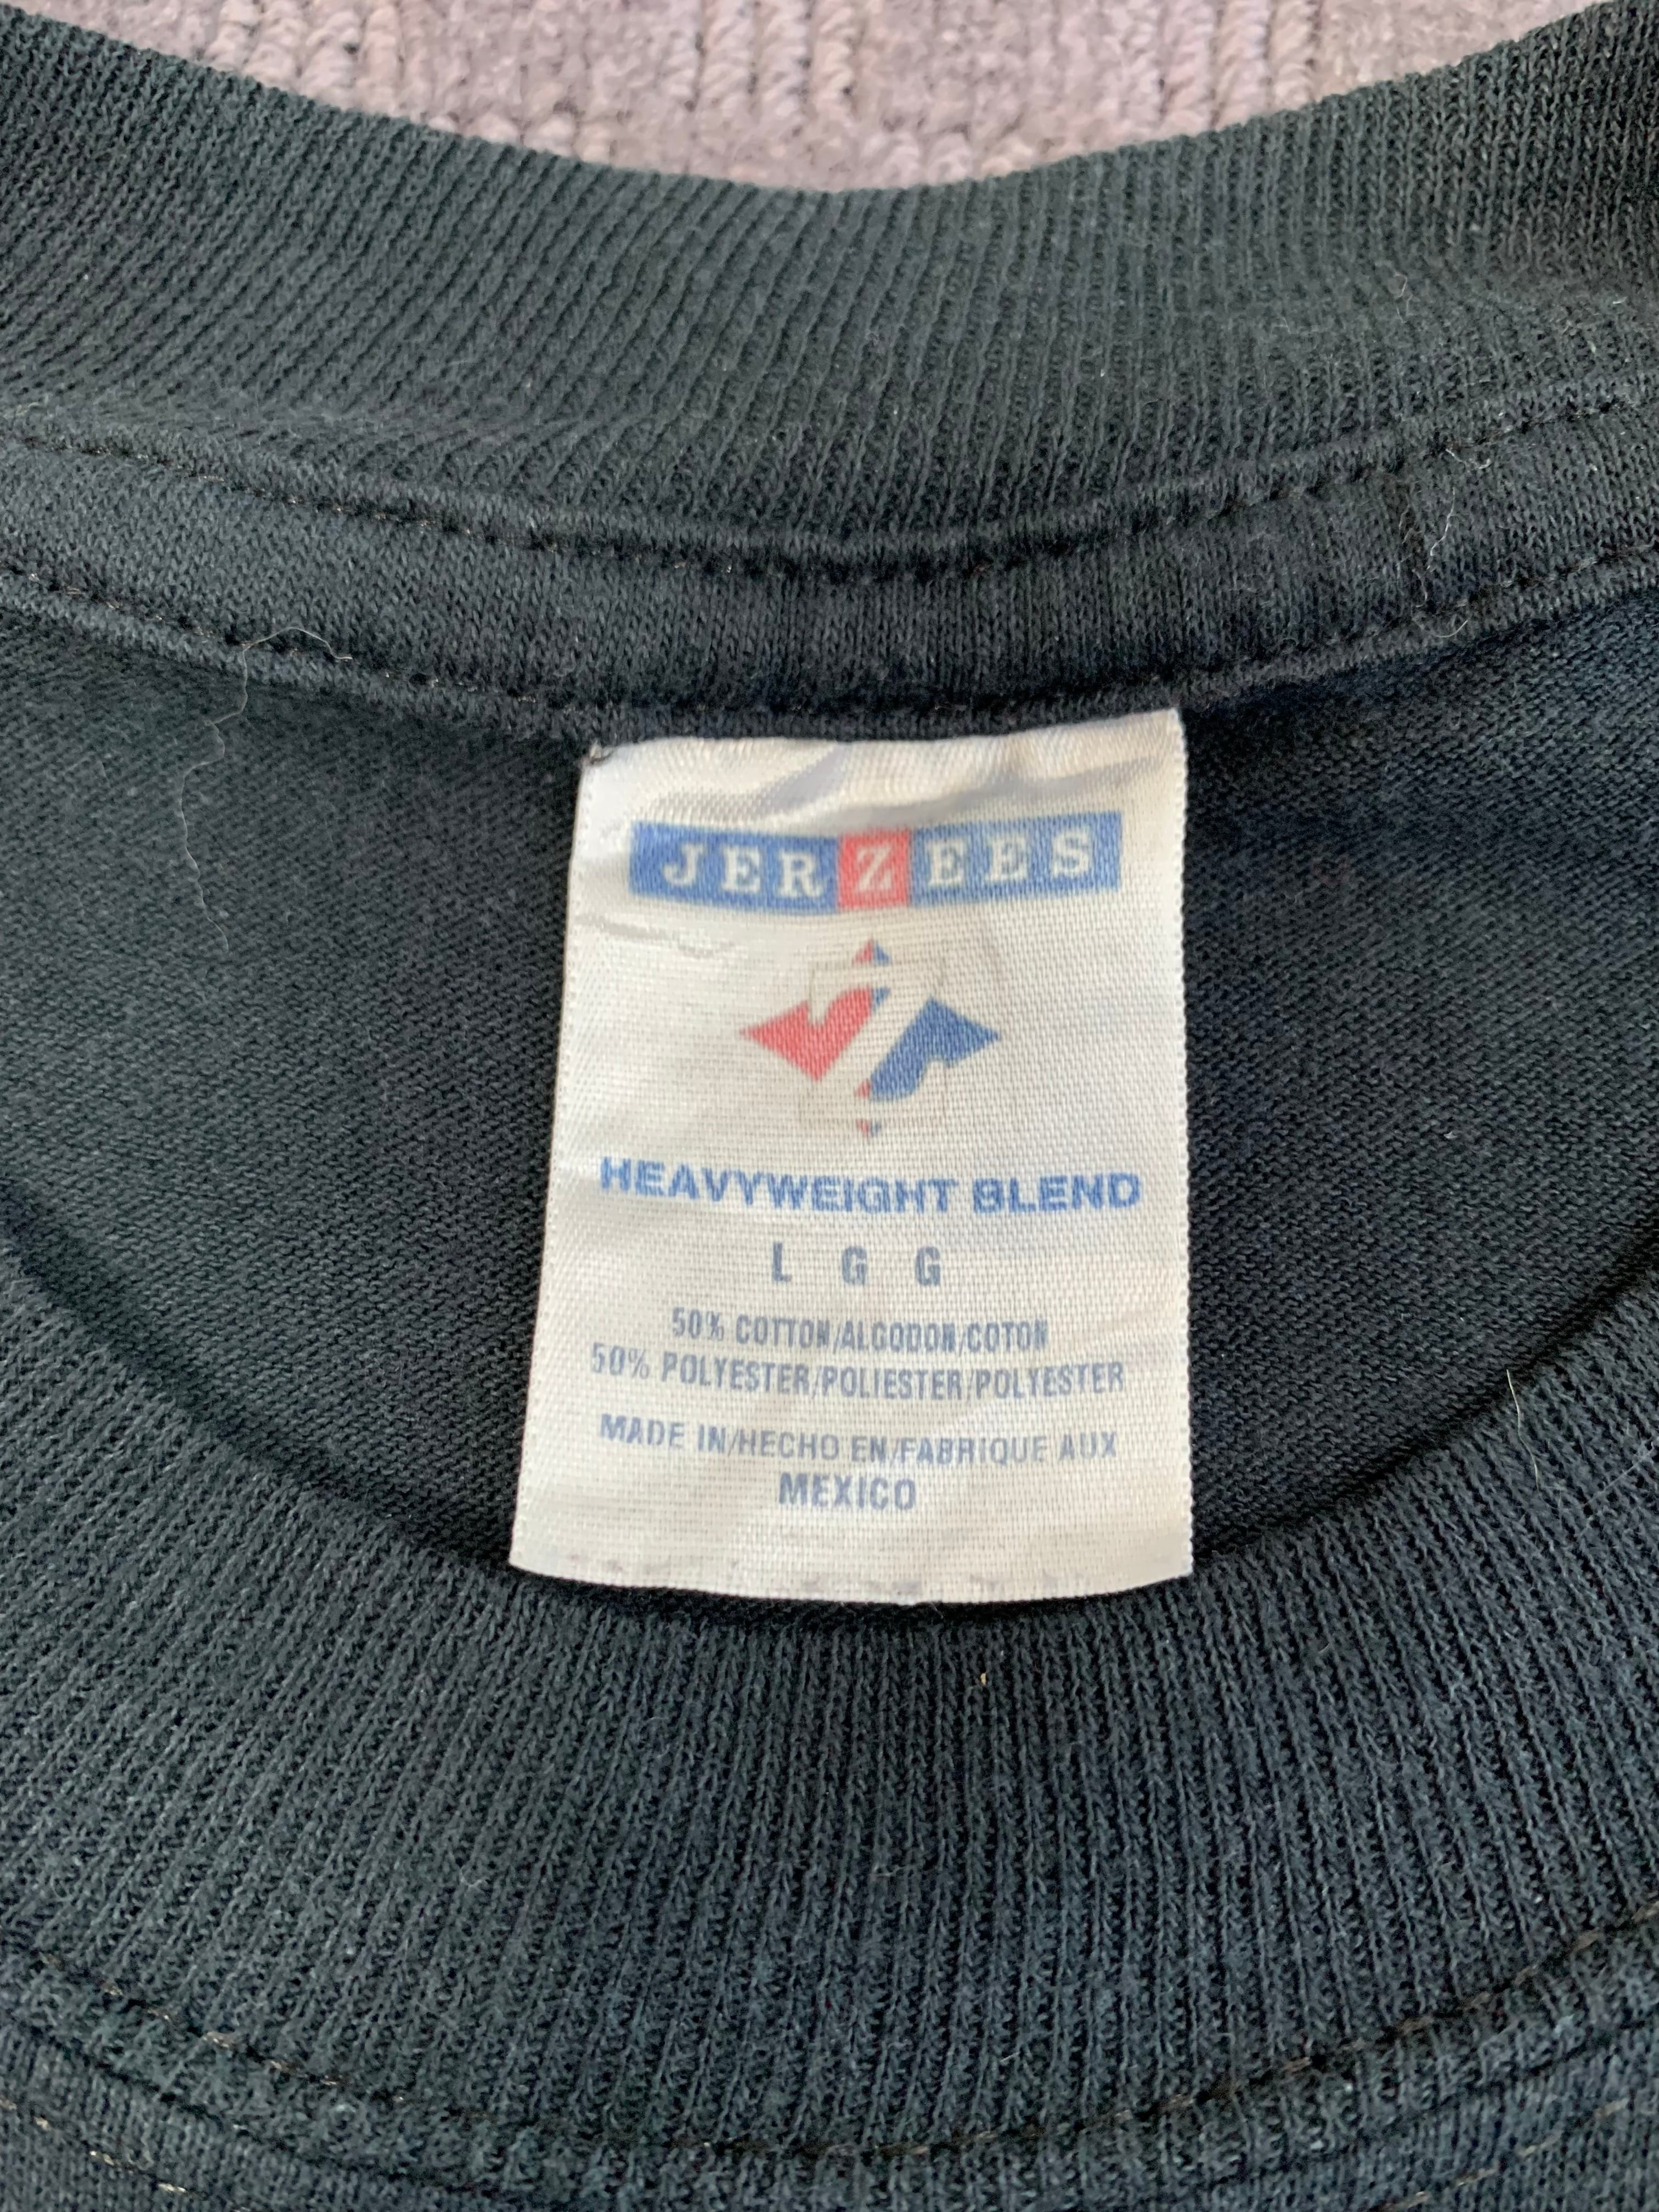 JERZEES
Z
HEAVYWEIGHT BLEND
L G G
50% COTTON/ALGODON/COTON
50% POLYESTER/POLIESTER/POLYESTER
MADE IN/HECHO EN/FABRIQUE AUX
MEXICO